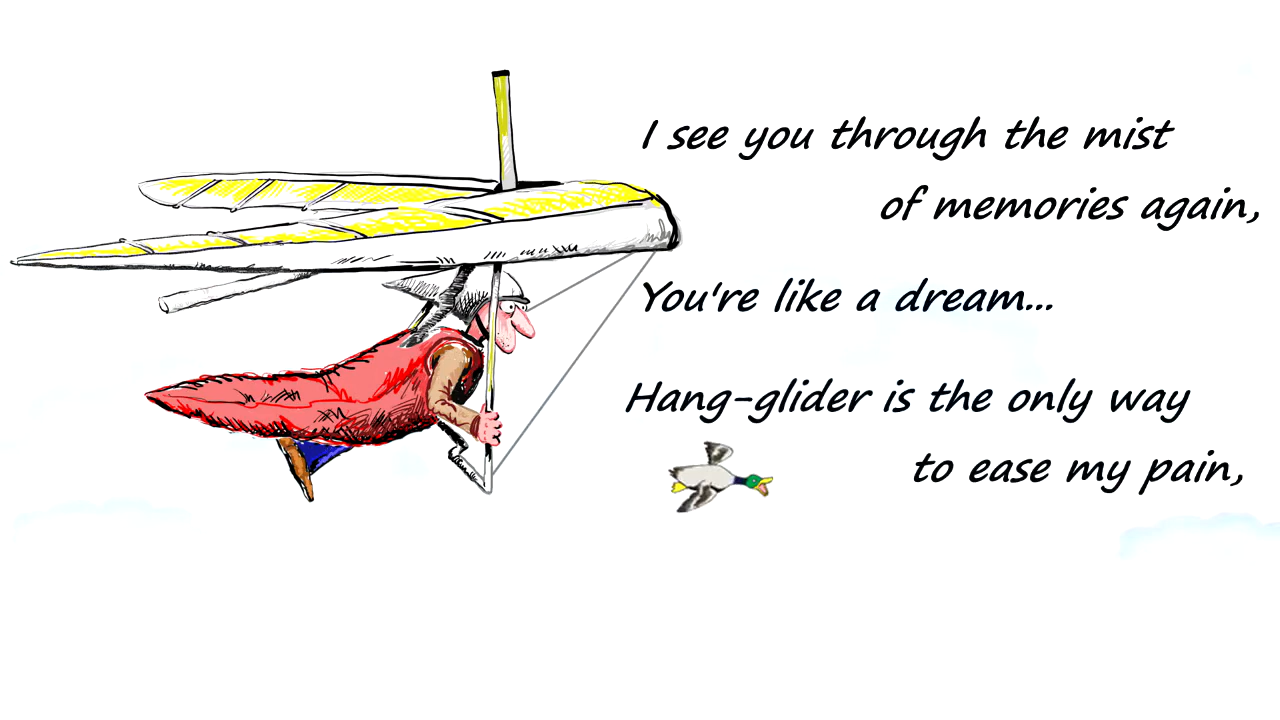 I see you through the mist
of memories again,
You're like a dream...
Hang-glider is the only way
to ease my pain,